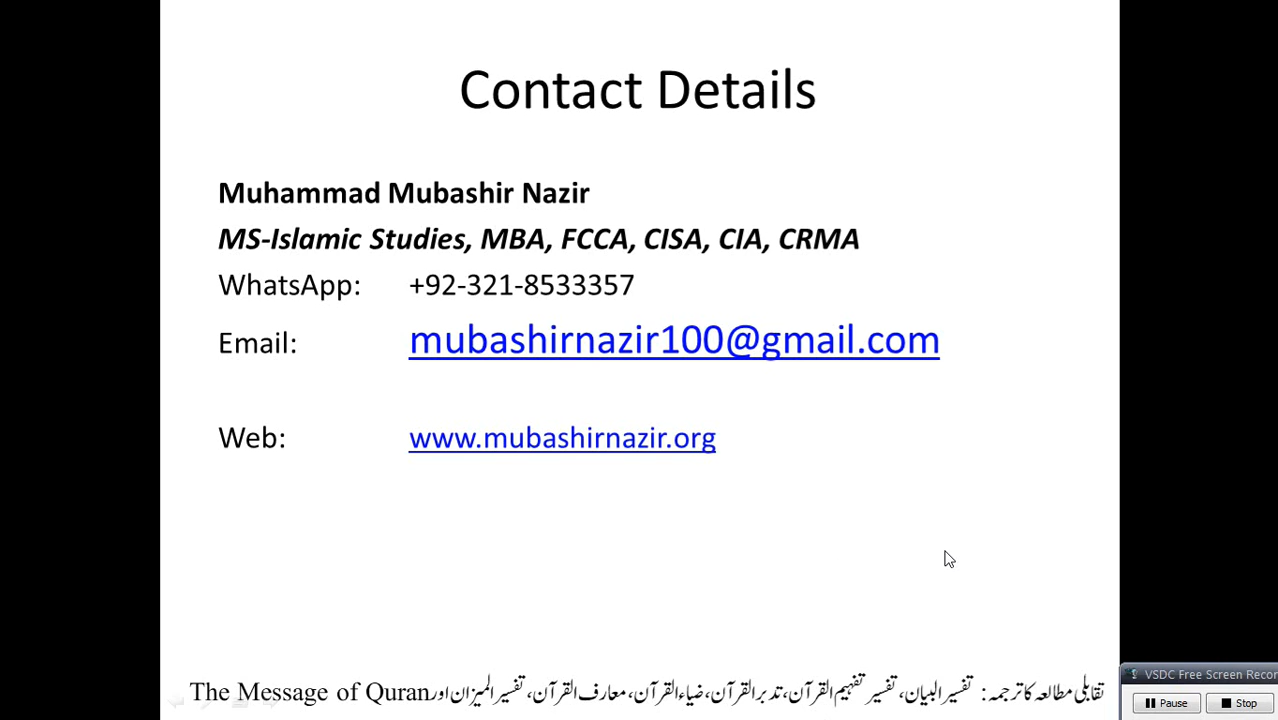 Contact Details
Muhammad Mubashir Nazir
MS-Islamic Studies, MBA, FCCA, CISA, CIA, CRMA
WhatsApp: +92-321-8533357
Email: mubashirnazir100@gmail.com
Web: www.mubashirnazir.org
تقابلی مطالعہ کا ترجمہ: تفسیر البیان، تفسیر تفہیم القرآن، تدبر القرآن، ضیاء القرآن، معارف القرآن، تفسیر المیزان اور The Message of Quran
VSDC Free Screen Recor
Pause Stop